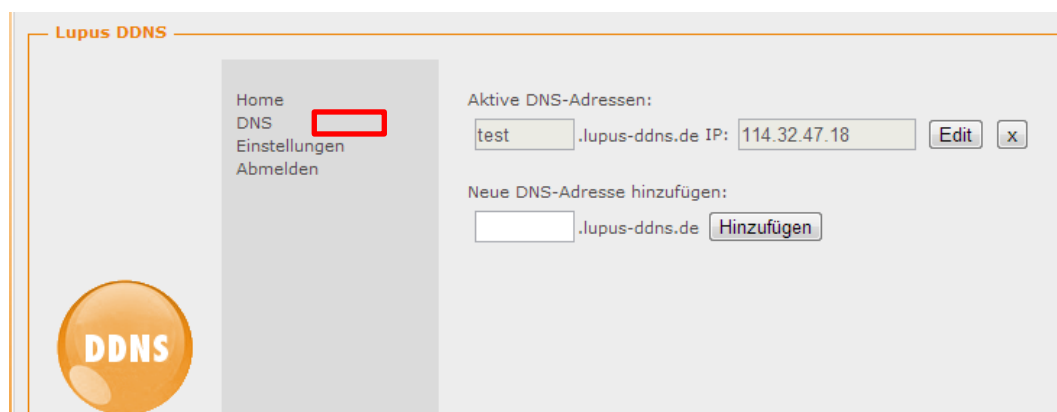 Lupus DDNS
Home
DNS
Einstellungen
Abmelden
Aktive DNS-Adressen:
test .lupus-ddns.de IP: 114.32.47.18 Edit x
Neue DNS-Adresse hinzufügen:
.lupus-ddns.de Hinzufügen
DDNS